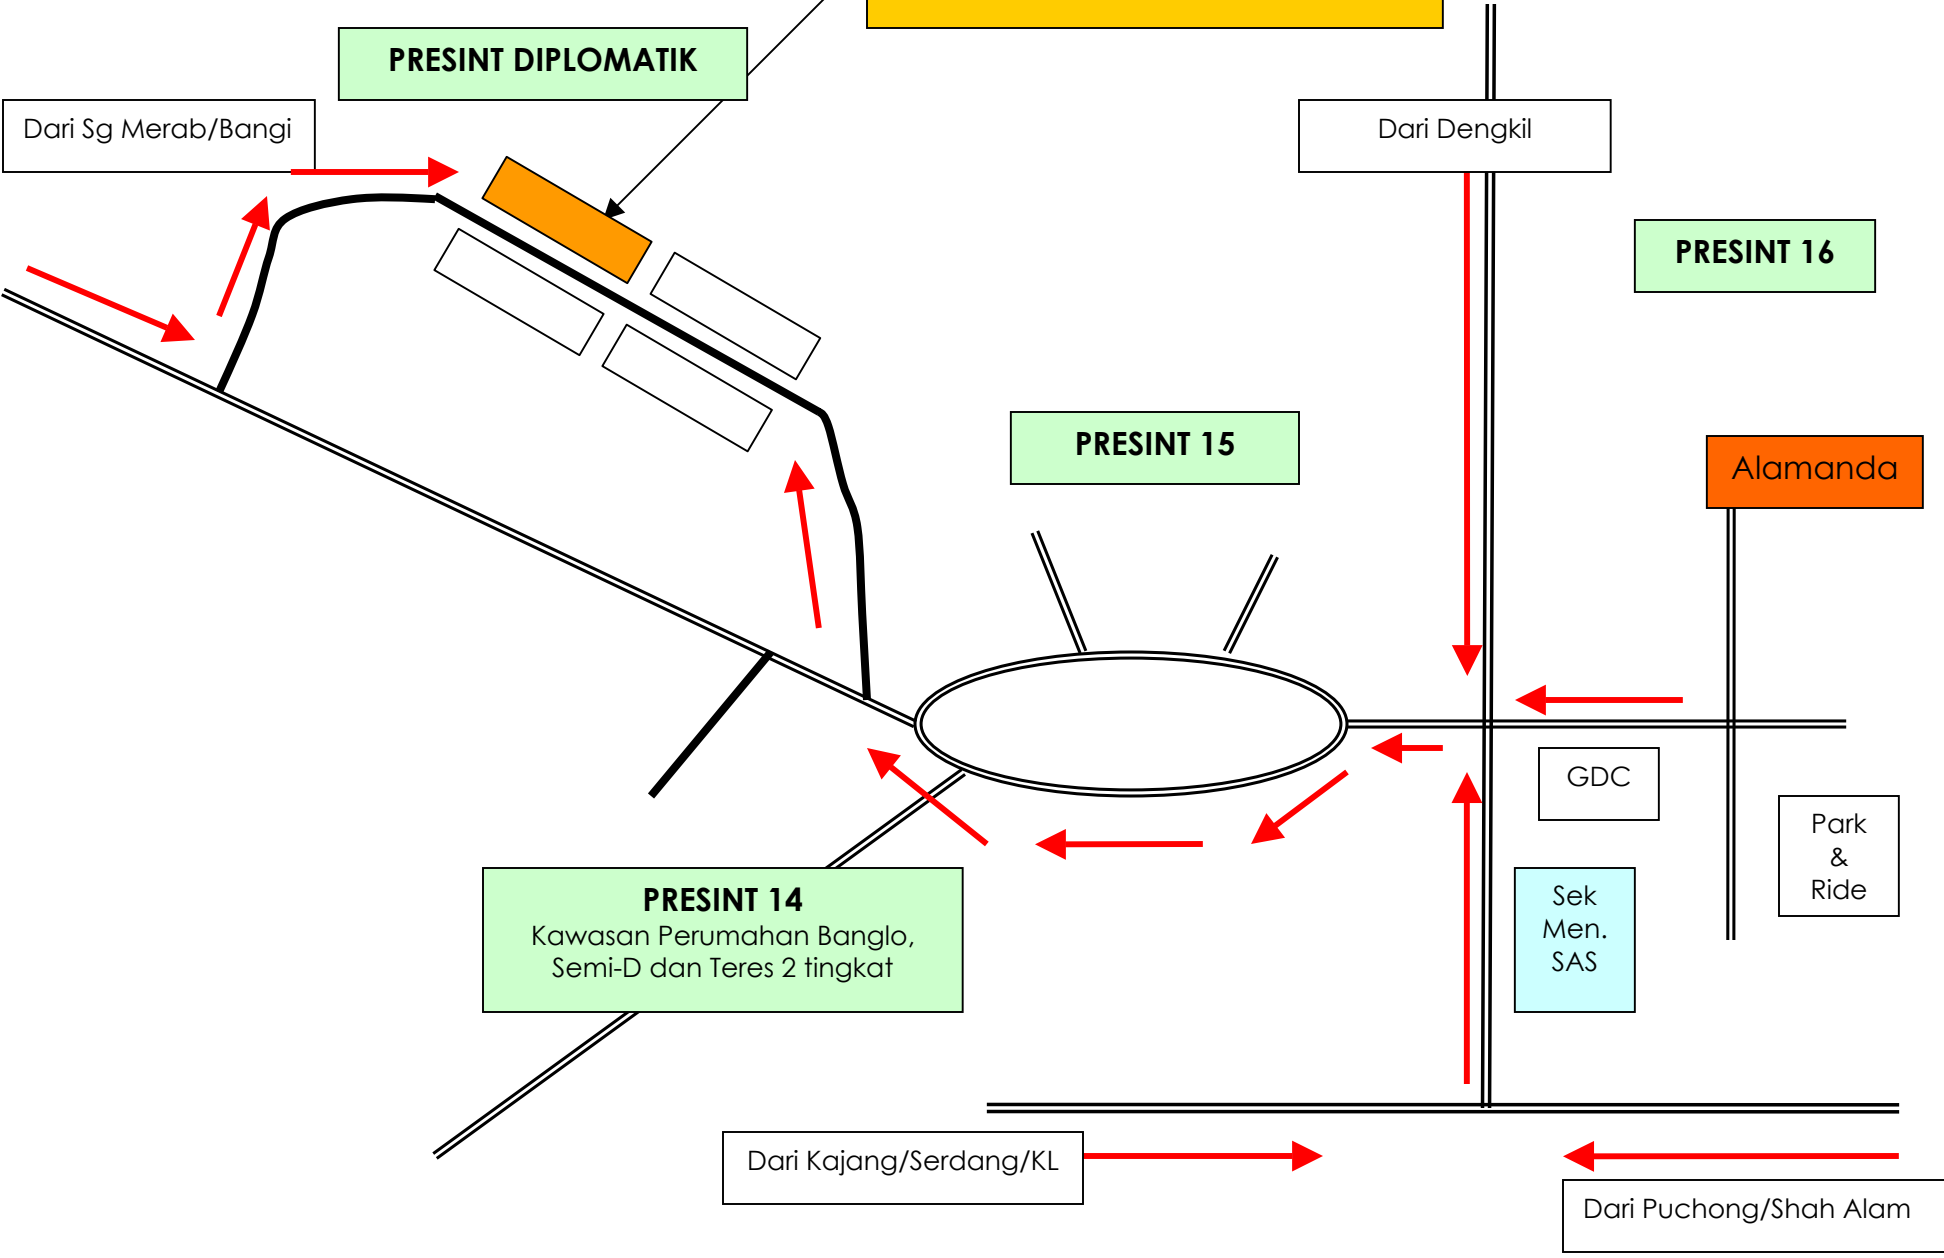 PRESINT DIPLOMATIK
Dari Sg Merab/Bangi
Dari Dengkil
PRESINT 16
PRESINT 15
Alamanda
GDC
Park
&
Ride
PRESINT 14
Kawasan Perumahan Banglo,
Semi-D dan Teres 2 tingkat
Sek
Men.
SAS
Dari Kajang/Serdang/KL
Dari Puchong/Shah Alam